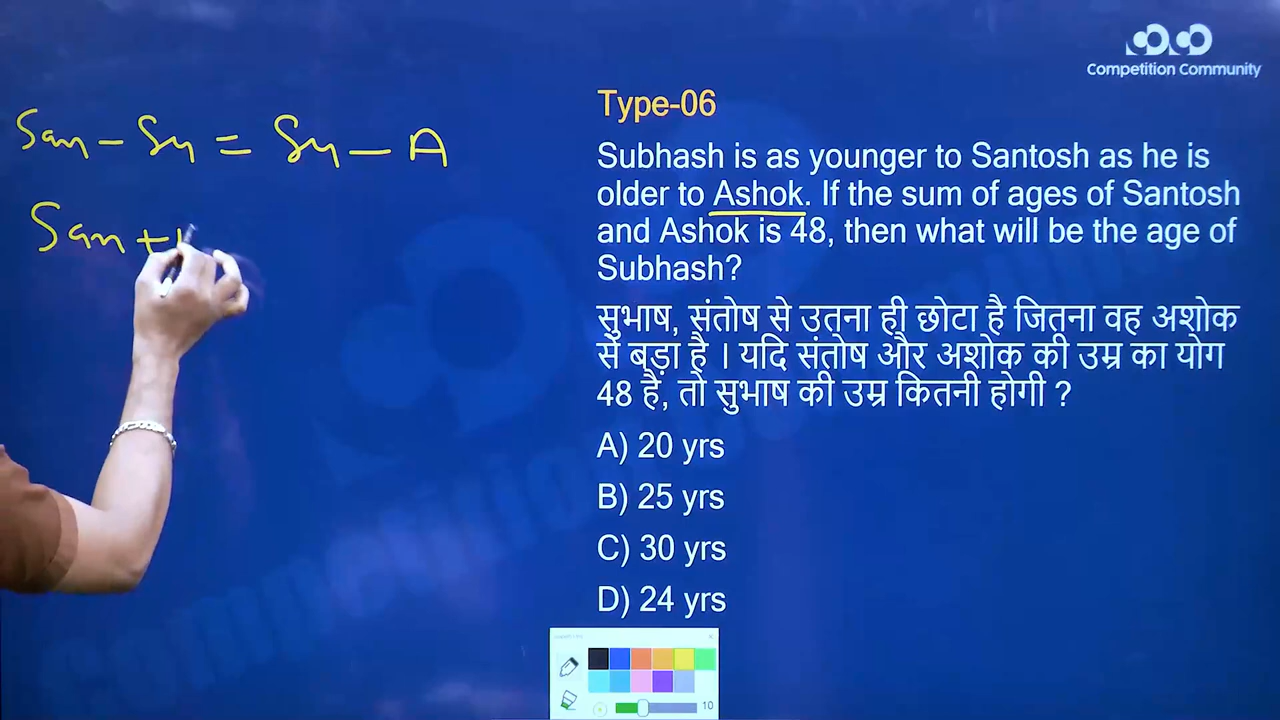 Competition Community
Type-06
San - Su = Su - A
Subhash is as younger to Santosh as he is
older to Ashok. If the sum of ages of Santosh
and Ashok is 48, then what will be the age of
Subhash?
San +
सुभाष, संतोष से उतना ही छोटा है जितना वह अशोक
से बड़ा है । यदि संतोष और अशोक की उम्र का योग
48 है, तो सुभाष की उम्र कितनी होगी ?
A) 20 yrs
B) 25 yrs
C) 30 yrs
D) 24 yrs
10